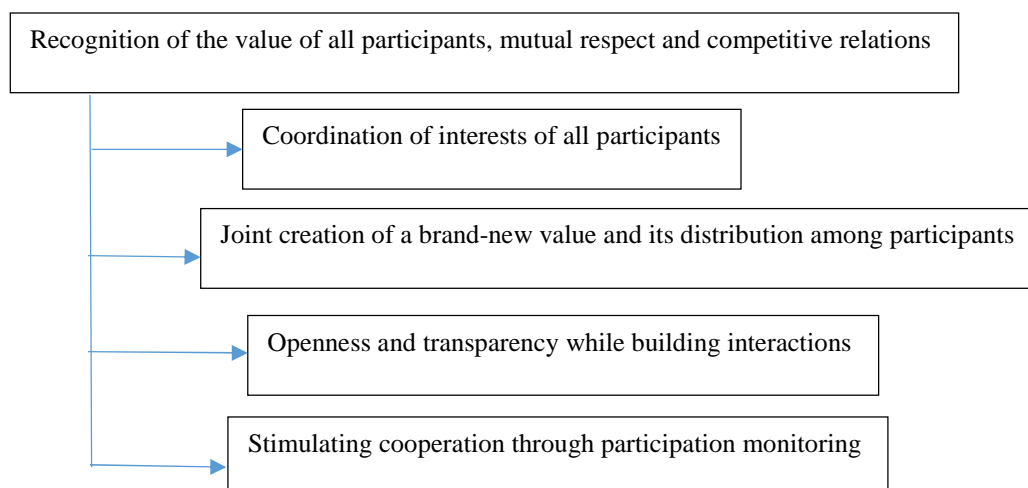 Recognition of the value of all participants, mutual respect and competitive relations
Coordination of interests of all participants
Joint creation of a brand-new value and its distribution among participants
Openness and transparency while building interactions
Stimulating cooperation through participation monitoring